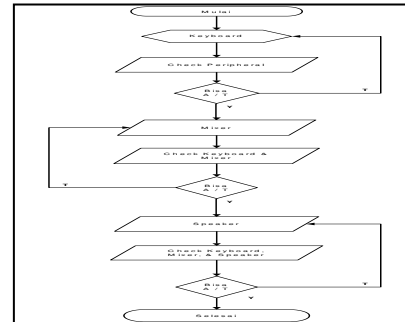 Mulai
Keyboard
Check Peripheral
Bisa
A / T
T
Y
Mixer
Check Keyboard &
Mixer
Bisa
A / T
T
Y
Speaker
Check Keyboard,
Mixer, & Speaker
Bisa
A / T
T
Y
Selesai